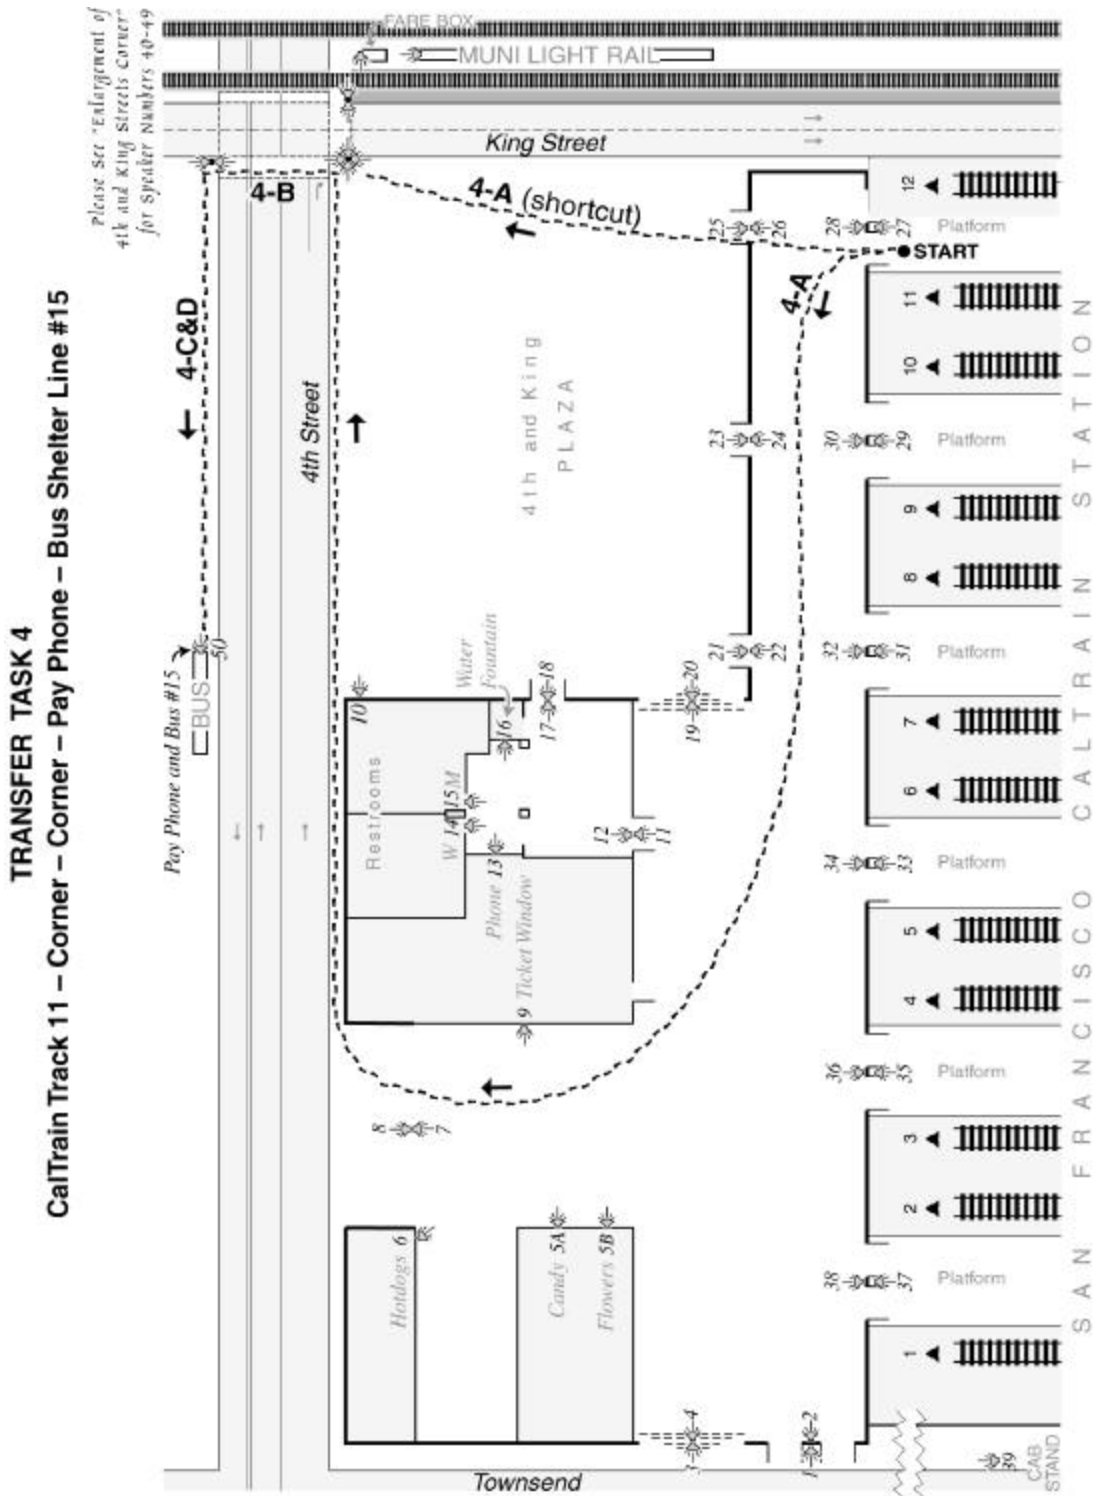 TRANSFER TASK 4
CalTrain Track 11 – Corner – Corner – Pay Phone – Bus Shelter Line #15
Please See "Enlargement of
4th and King Streets Corner"
for Speaker Numbers 40-49
FARE BOX
MUNI LIGHT RAIL
King Street
4-A (shortcut)
4-B
4-C&D
4-A
START
4th Street
4th and King
PLAZA
Pay Phone and Bus #15
BUS
50
25
26
28
27
Platform
12
11
10
23
24
30
29
Platform
9
8
21
22
32
31
Platform
7
6
Water
Fountain
10
16
17
18
19
20
Restrooms
W 14
15 M
12
11
34
33
Platform
Phone 13
9 Ticket Window
5
4
36
35
Platform
8
7
3
2
Hotdogs 6
Candy 5A
Flowers 5B
38
37
Platform
1
3
4
1
2
39
CAB
STAND
Townsend
SAN FRANCISCO CALTRAIN STATION